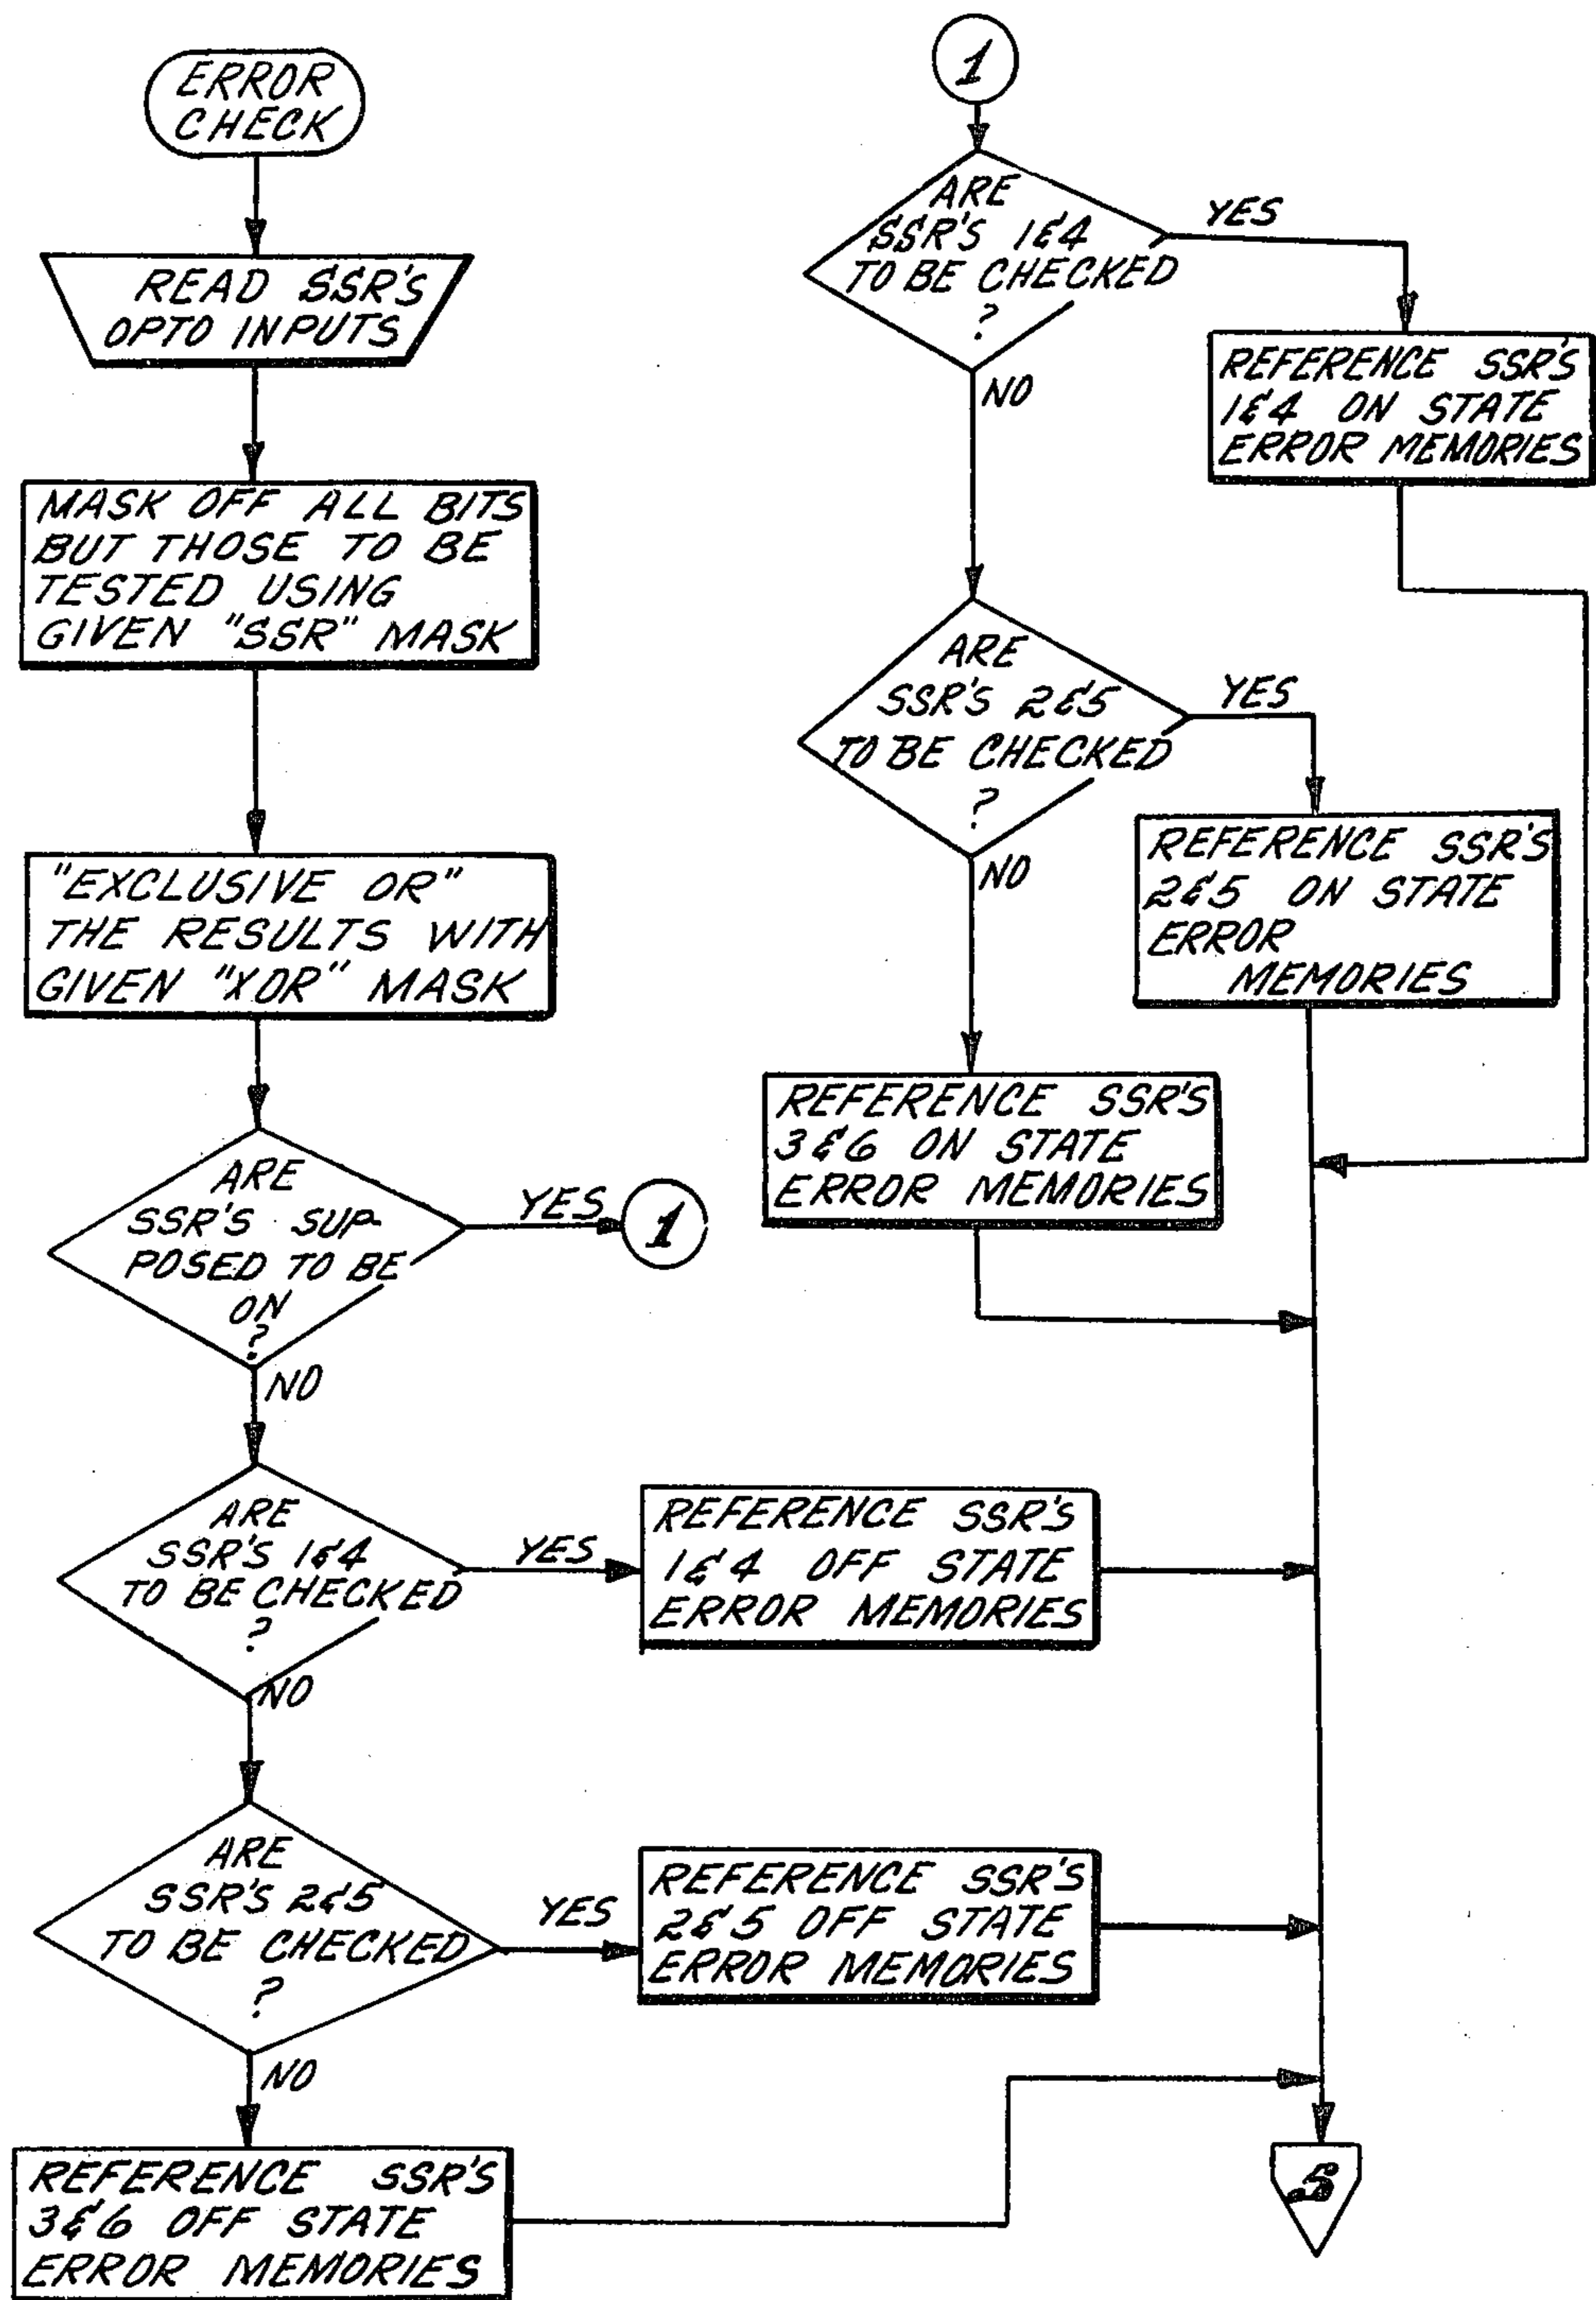 ERROR
CHECK
READ SSR'S
OPTO INPUTS
MASK OFF ALL BITS
BUT THOSE TO BE
TESTED USING
GIVEN "SSR" MASK
"EXCLUSIVE OR"
THE RESULTS WITH
GIVEN "XOR" MASK
ARE
SSR'S SUP-
POSED TO BE
ON
?
YES
1
NO
ARE
SSR'S 1&4
TO BE CHECKED
?
YES
REFERENCE SSR'S
1&4 OFF STATE
ERROR MEMORIES
NO
ARE
SSR'S 2&5
TO BE CHECKED
?
YES
REFERENCE SSR'S
2&5 OFF STATE
ERROR MEMORIES
NO
REFERENCE SSR'S
3&6 OFF STATE
ERROR MEMORIES
1
ARE
SSR'S 1&4
TO BE CHECKED
?
YES
REFERENCE SSR'S
1&4 ON STATE
ERROR MEMORIES
NO
ARE
SSR'S 2&5
TO BE CHECKED
?
YES
REFERENCE SSR'S
2&5 ON STATE
ERROR
MEMORIES
NO
REFERENCE SSR'S
3&6 ON STATE
ERROR MEMORIES
5